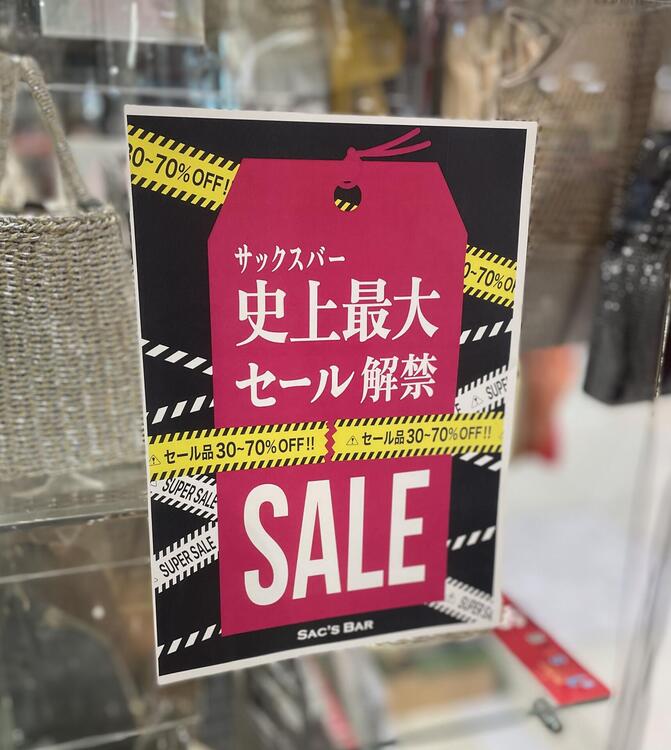 30~70%OFF!
サックスバー
史上最大
セール解禁
セール品30~70%OFF!!
セール品30~70%OFF!!
SUPER SALE
SUPER SALE
SALE
SAC'S BAR